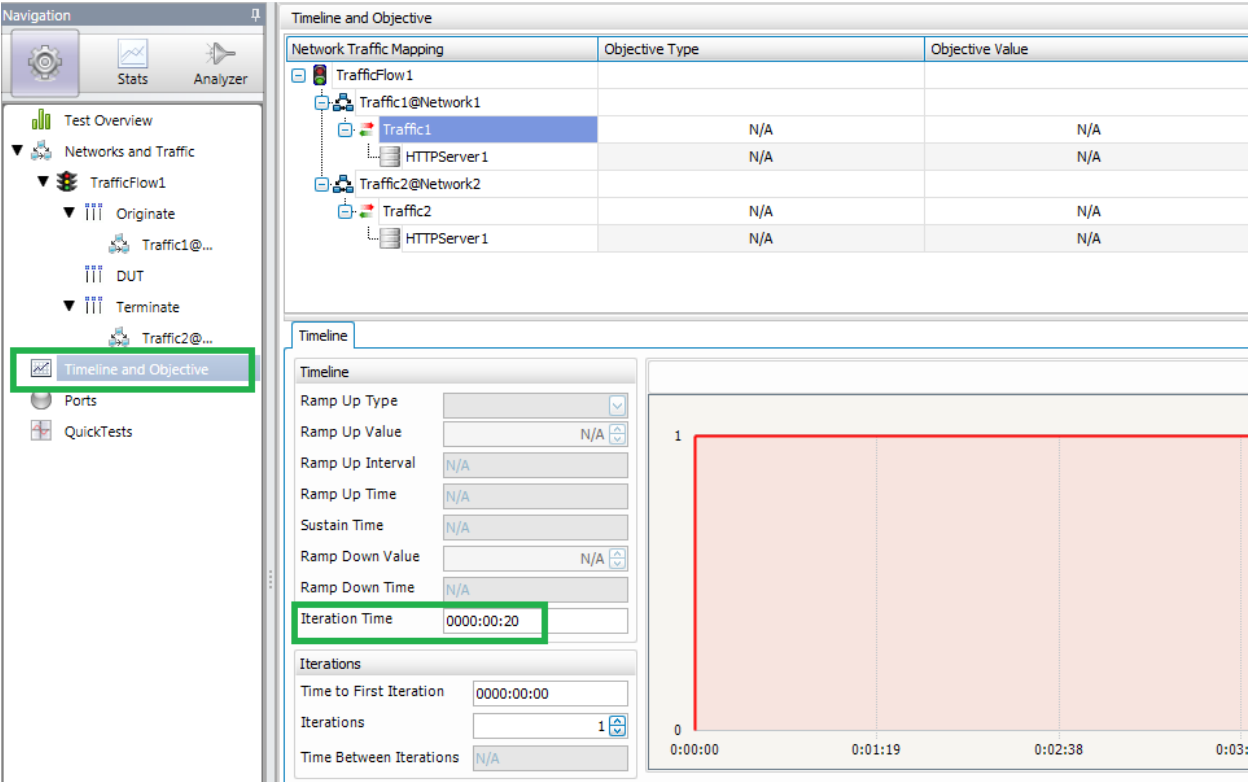 Navigation
Stats
Analyzer
Test Overview
Networks and Traffic
TrafficFlow1
Originate
Traffic1@...
DUT
Terminate
Traffic2@...
Timeline and Objective
Ports
QuickTests
Timeline and Objective
Network Traffic Mapping Objective Type Objective Value
TrafficFlow1
Traffic1@Network1
Traffic1 N/A N/A
HTTPServer1 N/A N/A
Traffic2@Network2
Traffic2 N/A N/A
HTTPServer1 N/A N/A
Timeline
Timeline
Ramp Up Type
Ramp Up Value N/A
Ramp Up Interval N/A
Ramp Up Time N/A
Sustain Time N/A
Ramp Down Value N/A
Ramp Down Time N/A
Iteration Time 0000:00:20
Iterations
Time to First Iteration 0000:00:00
Iterations 1
Time Between Iterations N/A
1
0
0:00:00 0:01:19 0:02:38 0:03: